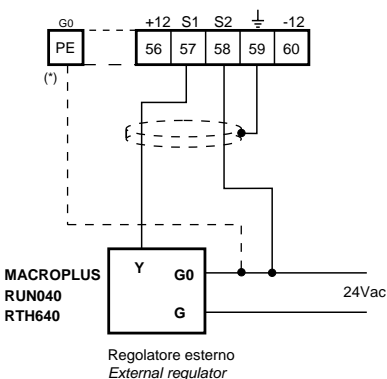 G0 +12 S1 S2 -12
PE 56 57 58 59 60
(*)
Y G0
G
MACROPLUS
RUN040
RTH640
24Vac
Regolatore esterno
External regulator